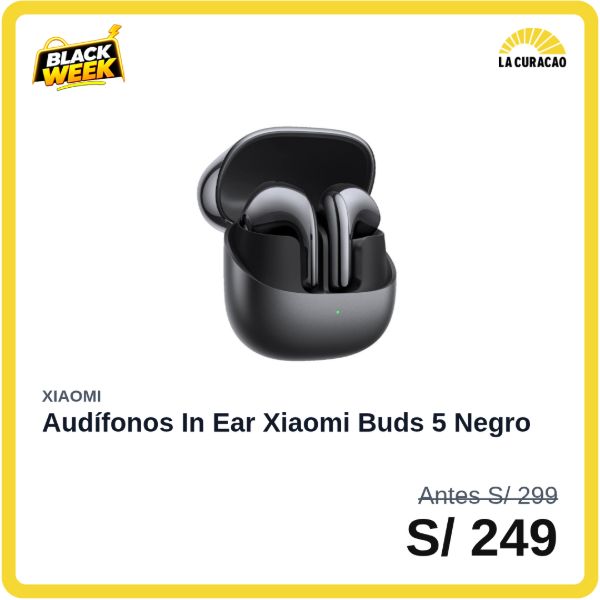 BLACK
WEEK
LA CURACAO
XIAOMI
Audífonos In Ear Xiaomi Buds 5 Negro
Antes S/ 299
S/ 249